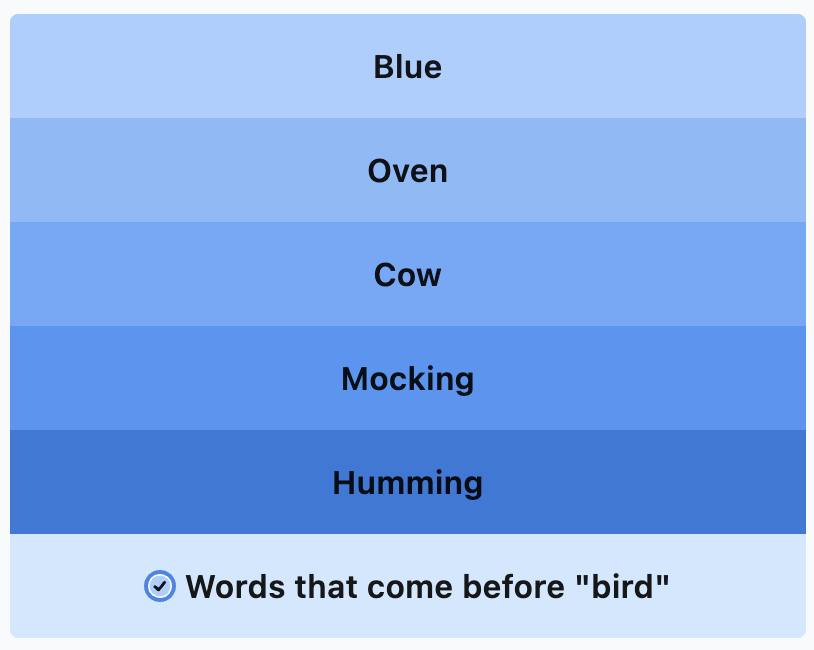 Blue
Oven
Cow
Mocking
Humming
Words that come before "bird"